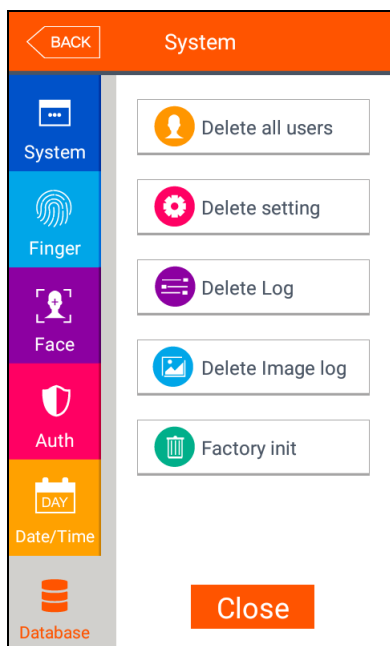 BACK
System
System
Finger
Face
Auth
DAY
Date/Time
Database
Delete all users
Delete setting
Delete Log
Delete Image log
Factory init
Close